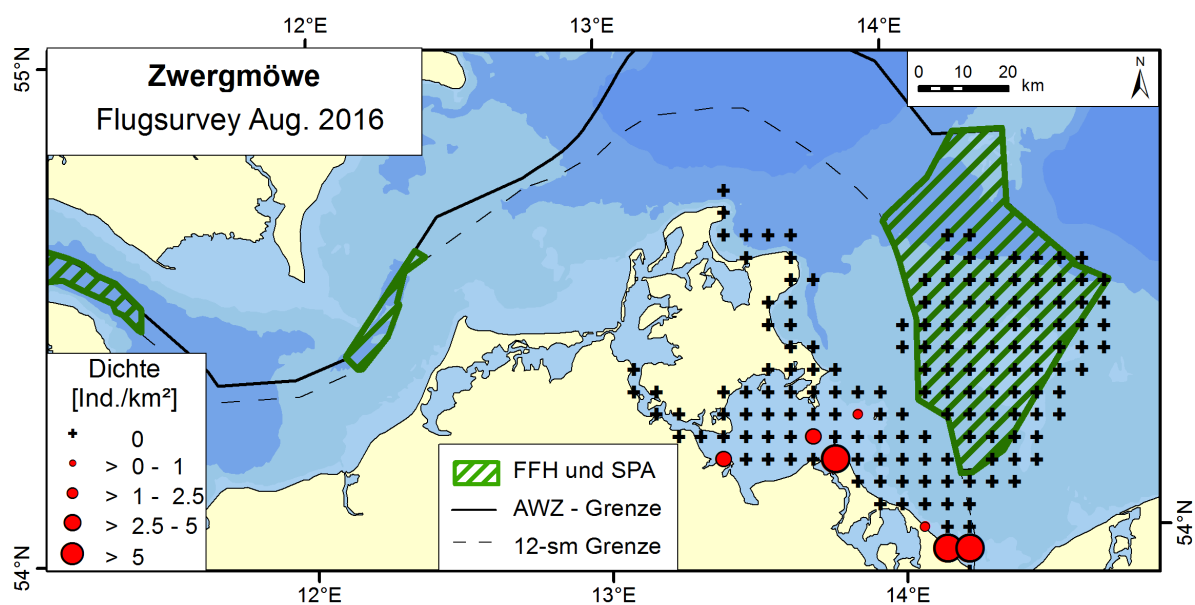 12°E
13°E
14°E
55°N
55°N
Zwergmöwe
Flugsurvey Aug. 2016
0 10 20
km
N
Dichte
[Ind./km²]
0
> 0 - 1
> 1 - 2.5
> 2.5 - 5
> 5
FFH und SPA
AWZ - Grenze
12-sm Grenze
54°N
54°N
12°E
13°E
14°E